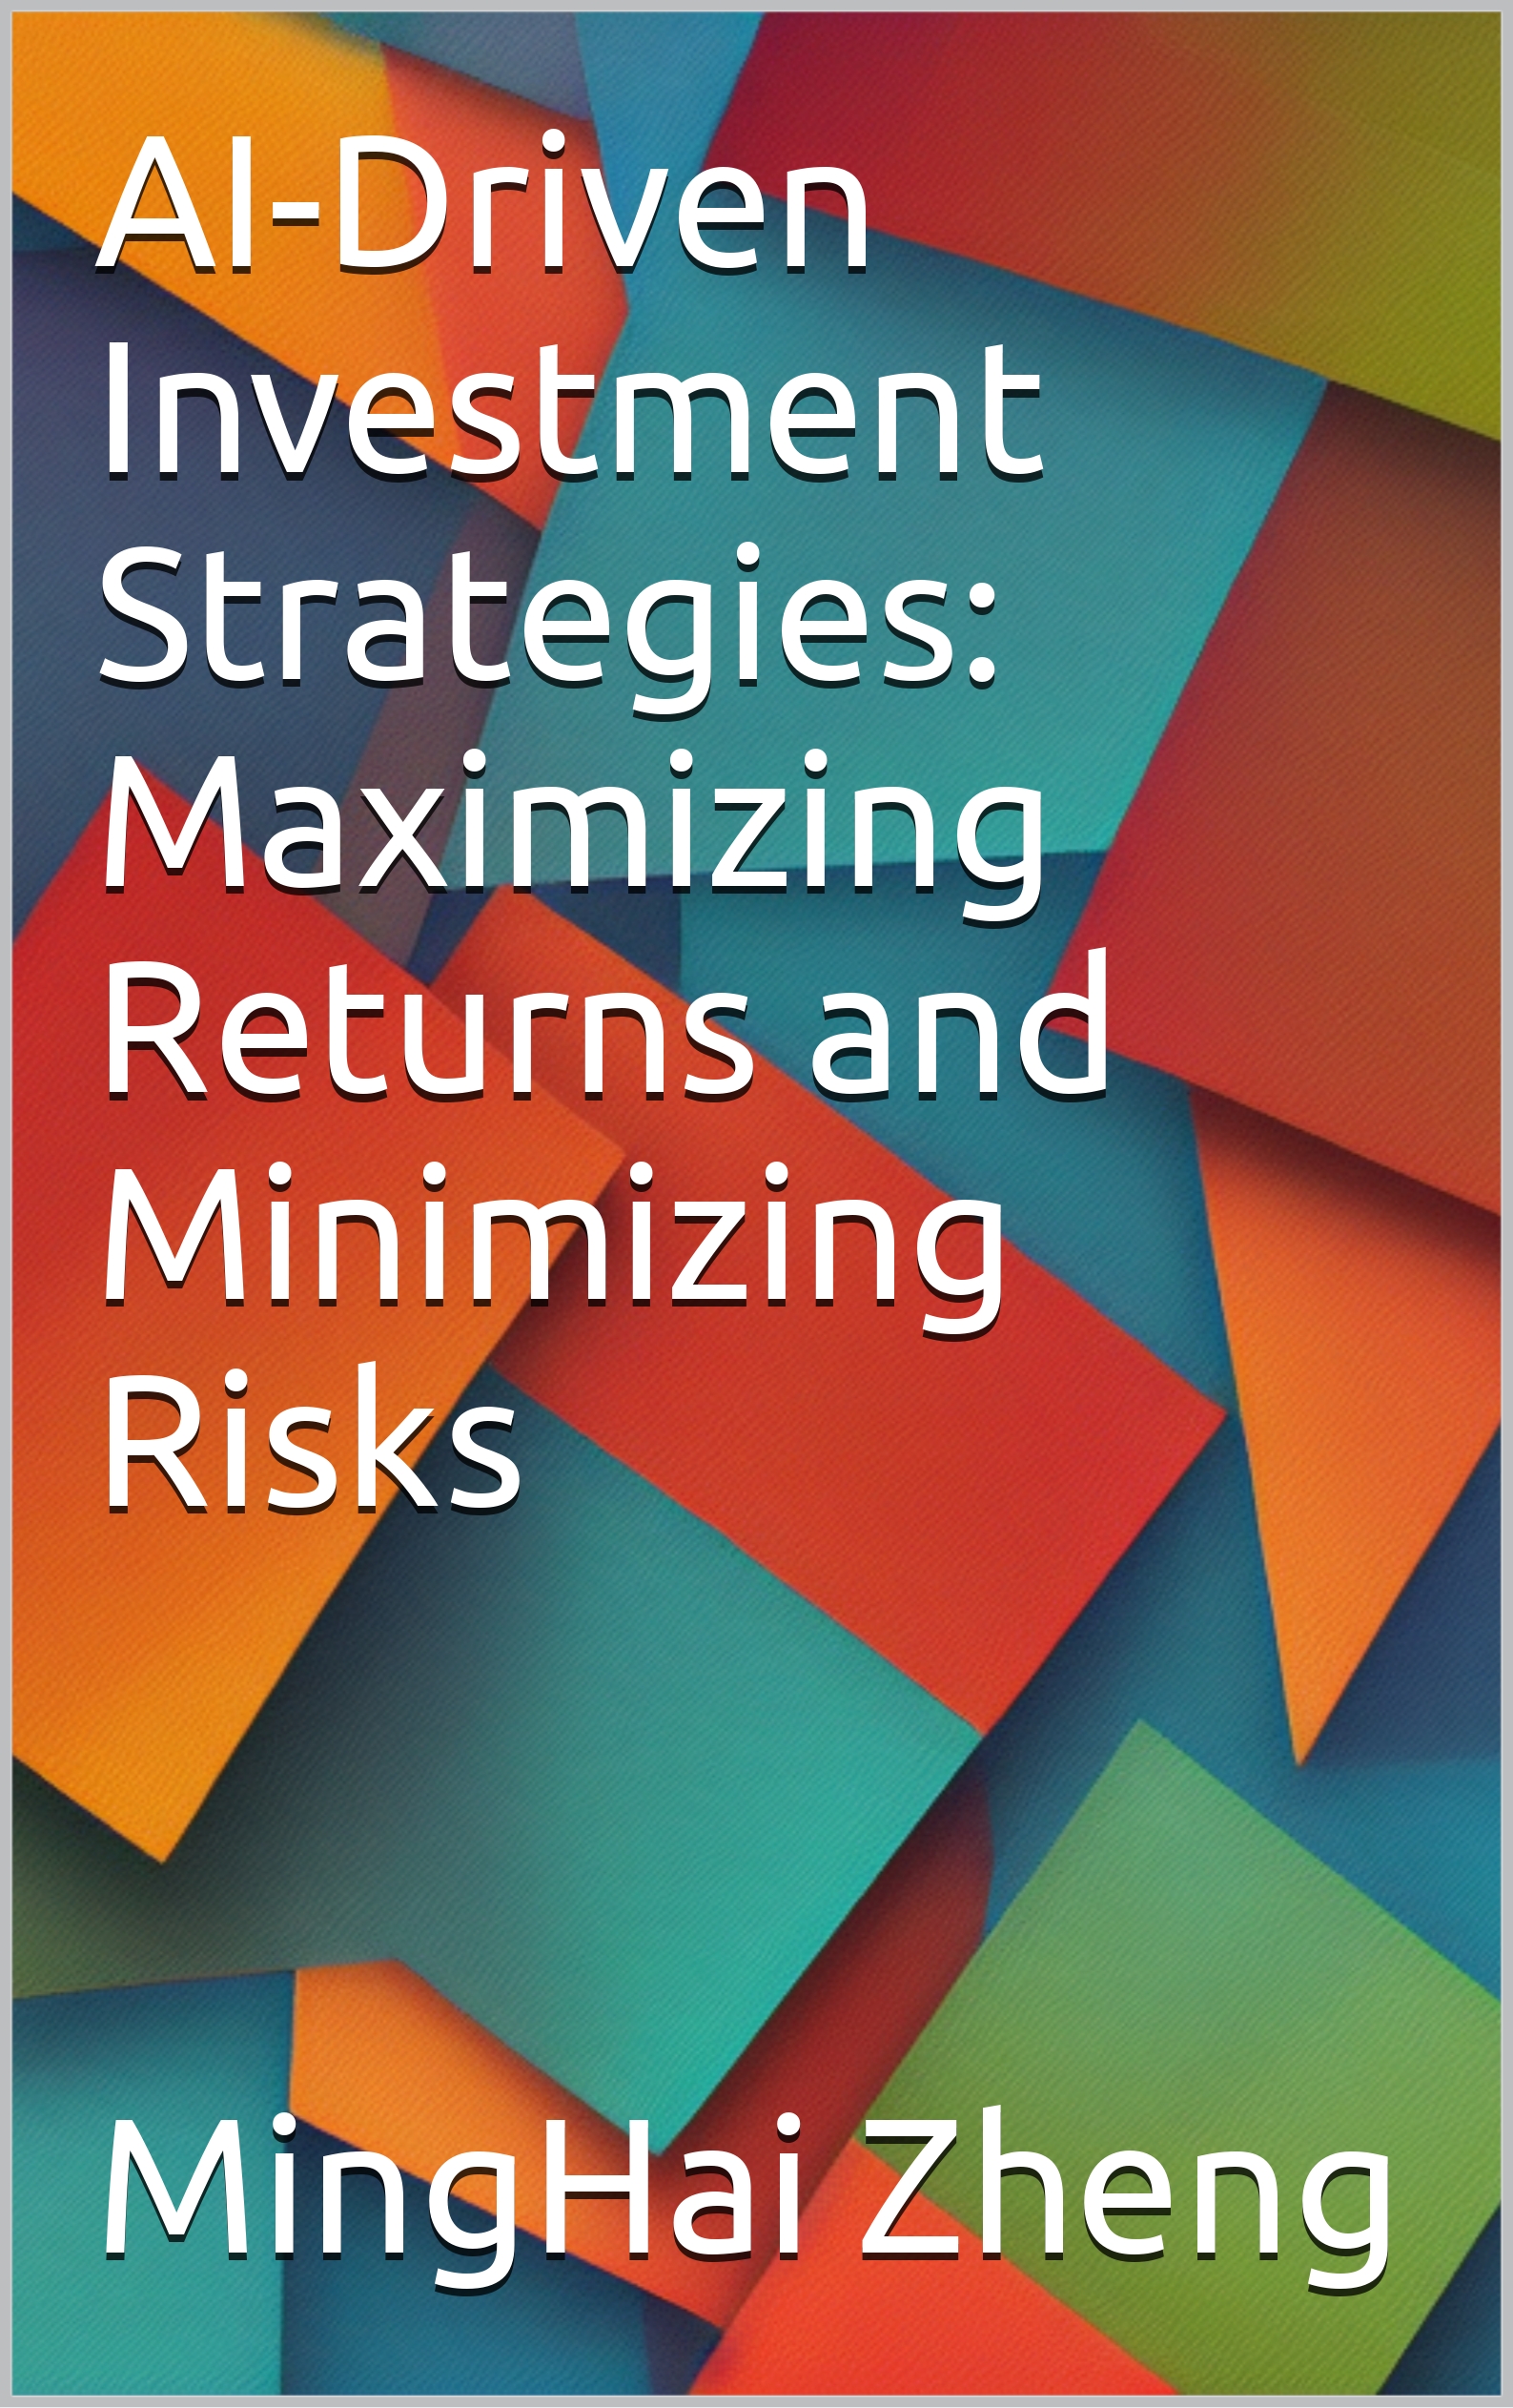 AI-Driven
Investment
Strategies:
Maximizing
Returns and
Minimizing
Risks
MingHai Zheng